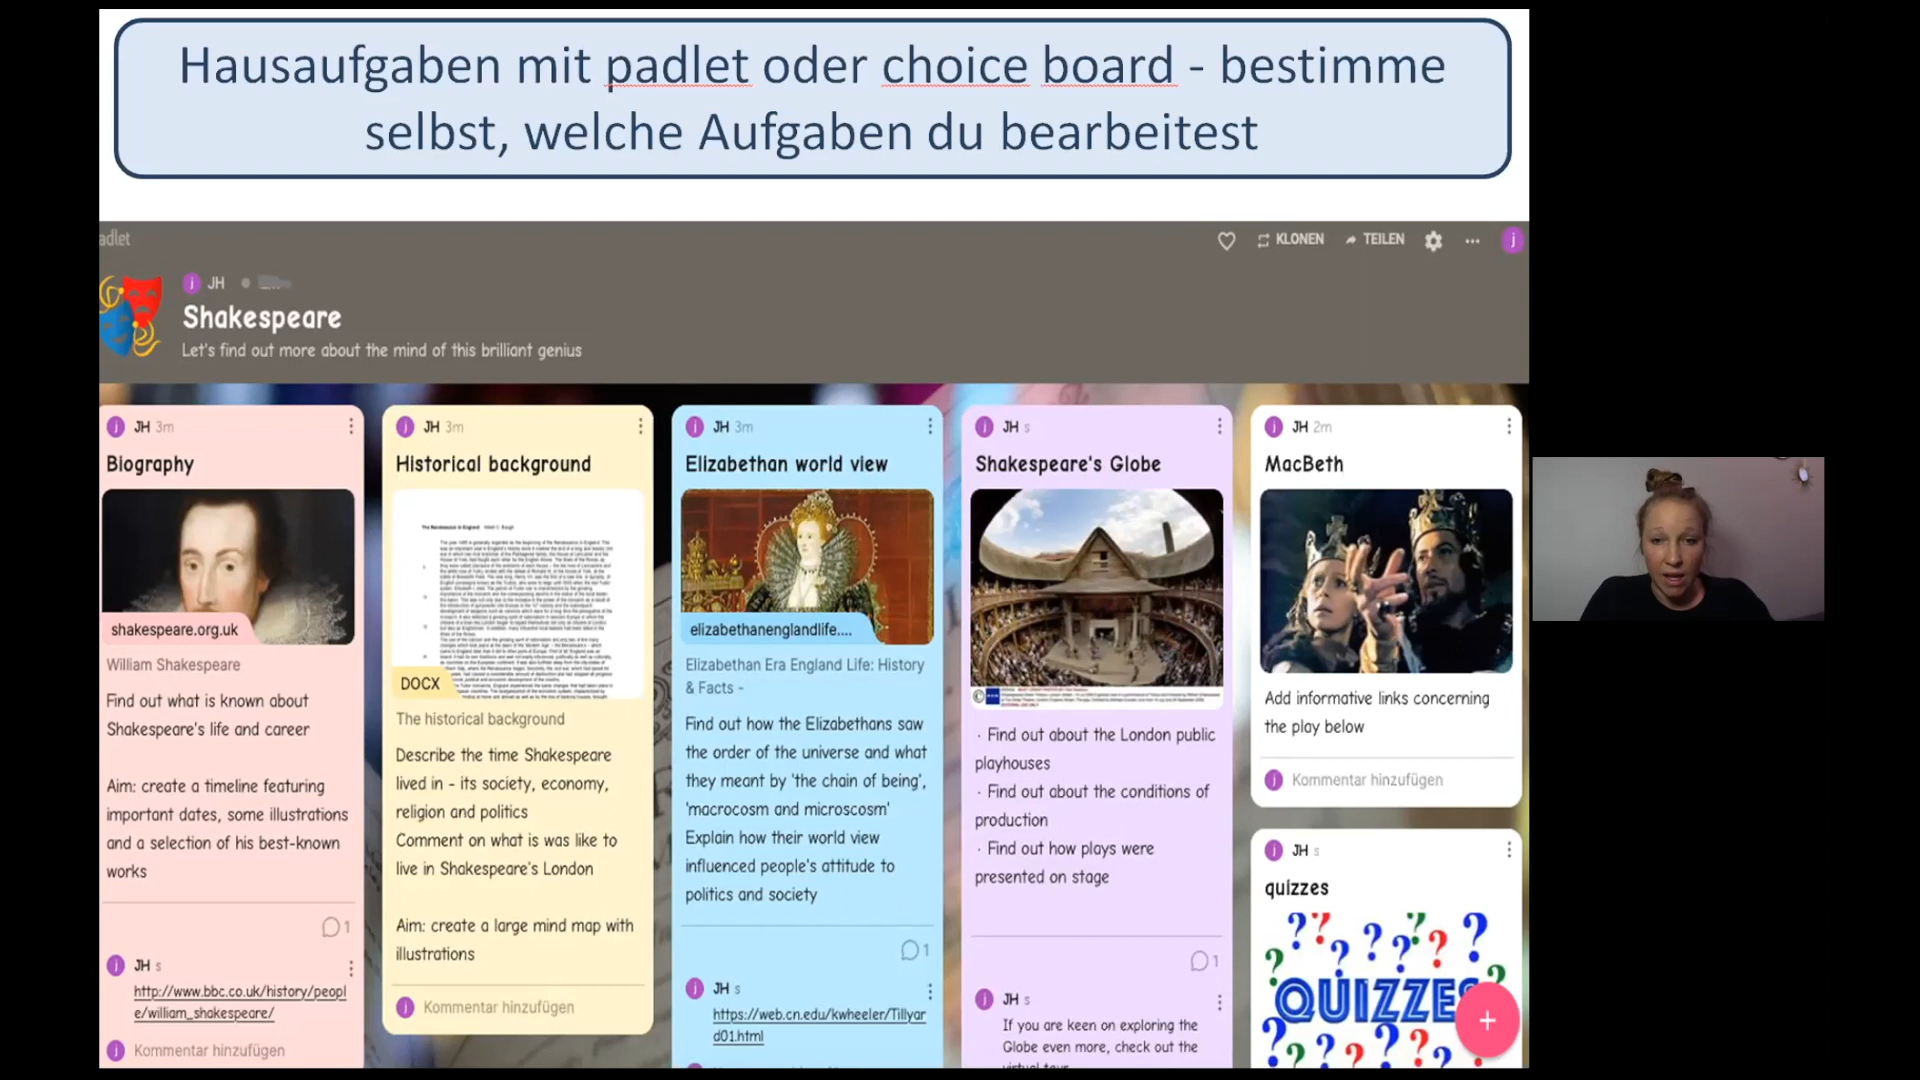 Hausaufgaben mit padlet oder choice board - bestimme
selbst, welche Aufgaben du bearbeitest
adlet
KLONEN
TEILEN
j
j JH
Shakespeare
Let's find out more about the mind of this brilliant genius
j JH 3m
Biography
shakespeare.org.uk
William Shakespeare
Find out what is known about
Shakespeare's life and career
Aim: create a timeline featuring
important dates, some illustrations
and a selection of his best-known
works
1
j JH s
http://www.bbc.co.uk/history/peopl
e/william_shakespeare/
j Kommentar hinzufügen
j JH 3m
Historical background
The Renaissance in England
DOCX
The historical background
Describe the time Shakespeare
lived in - its society, economy,
religion and politics
Comment on what is was like to
live in Shakespeare's London
Aim: create a large mind map with
illustrations
j Kommentar hinzufügen
j JH 3m
Elizabethan world view
elizabethanenglandlife....
Elizabethan Era England Life: History
& Facts -
Find out how the Elizabethans saw
the order of the universe and what
they meant by 'the chain of being',
'macrocosm and microscosm'
Explain how their world view
influenced people's attitude to
politics and society
1
j JH s
https://web.cn.edu/kwheeler/Tillyar
d01.html
j JH s
Shakespeare's Globe
· Find out about the London public
playhouses
· Find out about the conditions of
production
· Find out how plays were
presented on stage
1
j JH s
If you are keen on exploring the
Globe even more, check out the
virtual tour
j JH 2m
MacBeth
Add informative links concerning
the play below
j Kommentar hinzufügen
j JH s
quizzes
QUIZZES